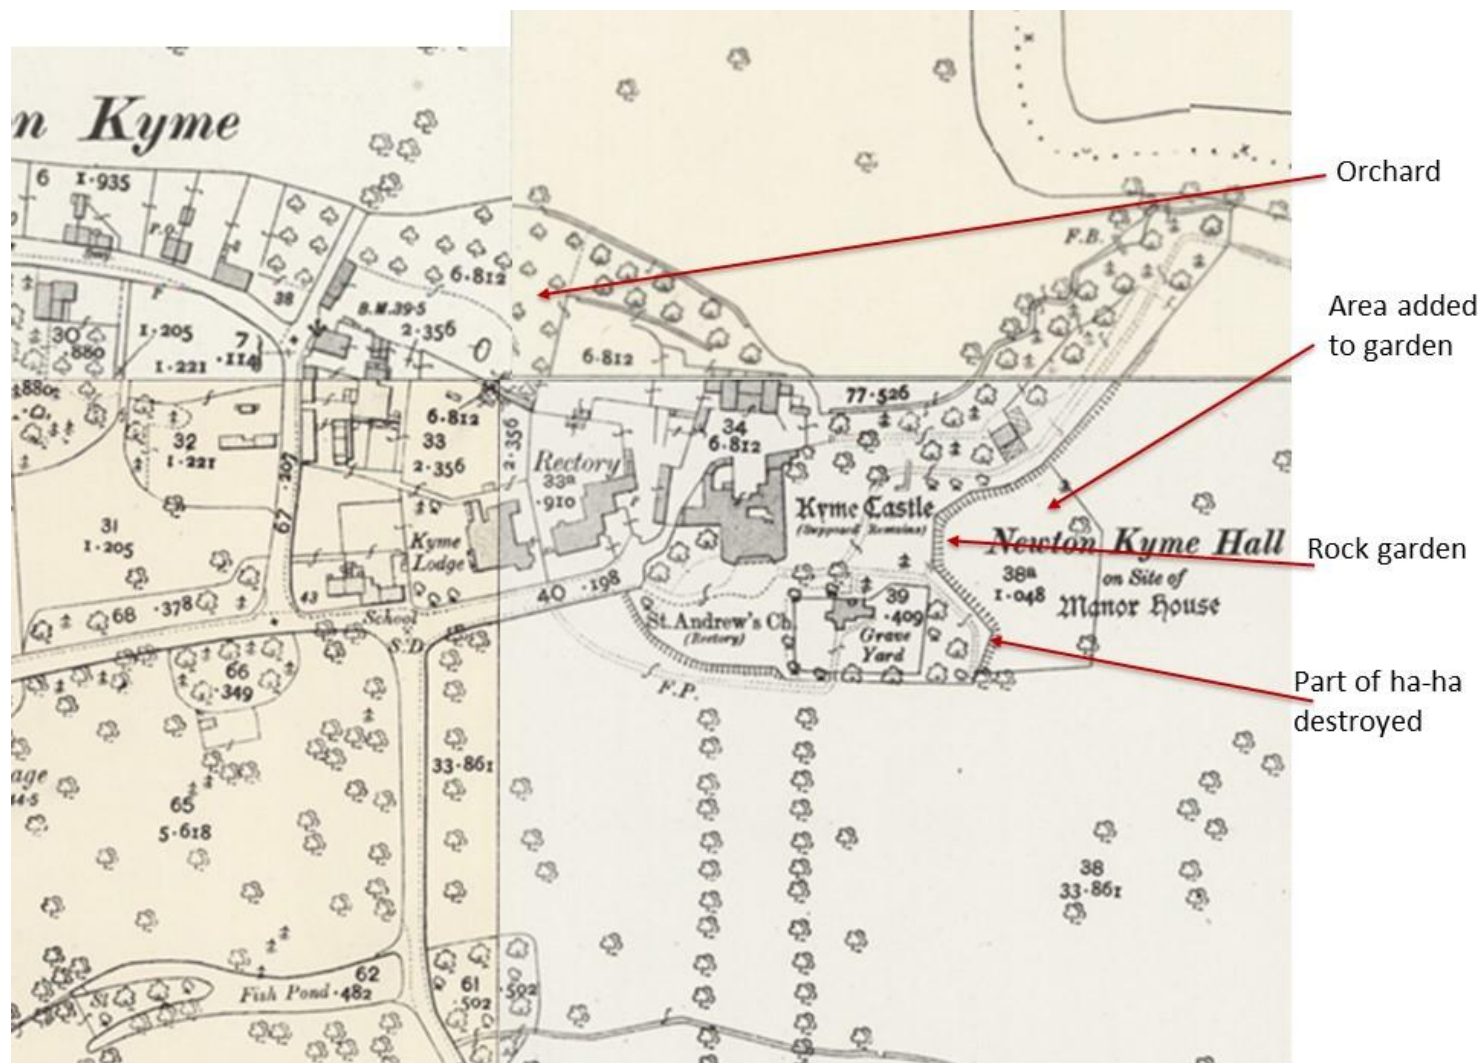 n Kyme
6 1·935
P.O.
Orchard
F.B.
6·812
38
B.M.39·5
2·356
Area added
to garden
30
·880
1·205
1·221
7
·114
6·812
77·526
·880
32
1·221
6·812
33
2·356
2·356
34
6·812
Rectory
33a
·910
Kyme Castle
(Supposed Remains)
Newton Kyme Hall
on Site of
Manor House
38a
1·048
Rock garden
31
1·205
67 ·207
Kyme
Lodge
43
40 ·198
68 ·378
School
S.D
St. Andrew's Ch.
(Rectory)
39
·409
Grave
Yard
66
·349
F.P.
Part of ha-ha
destroyed
33·861
age
44·5
65
5·618
38
33·861
62
Fish Pond ·482
Sl
61
·502
·502